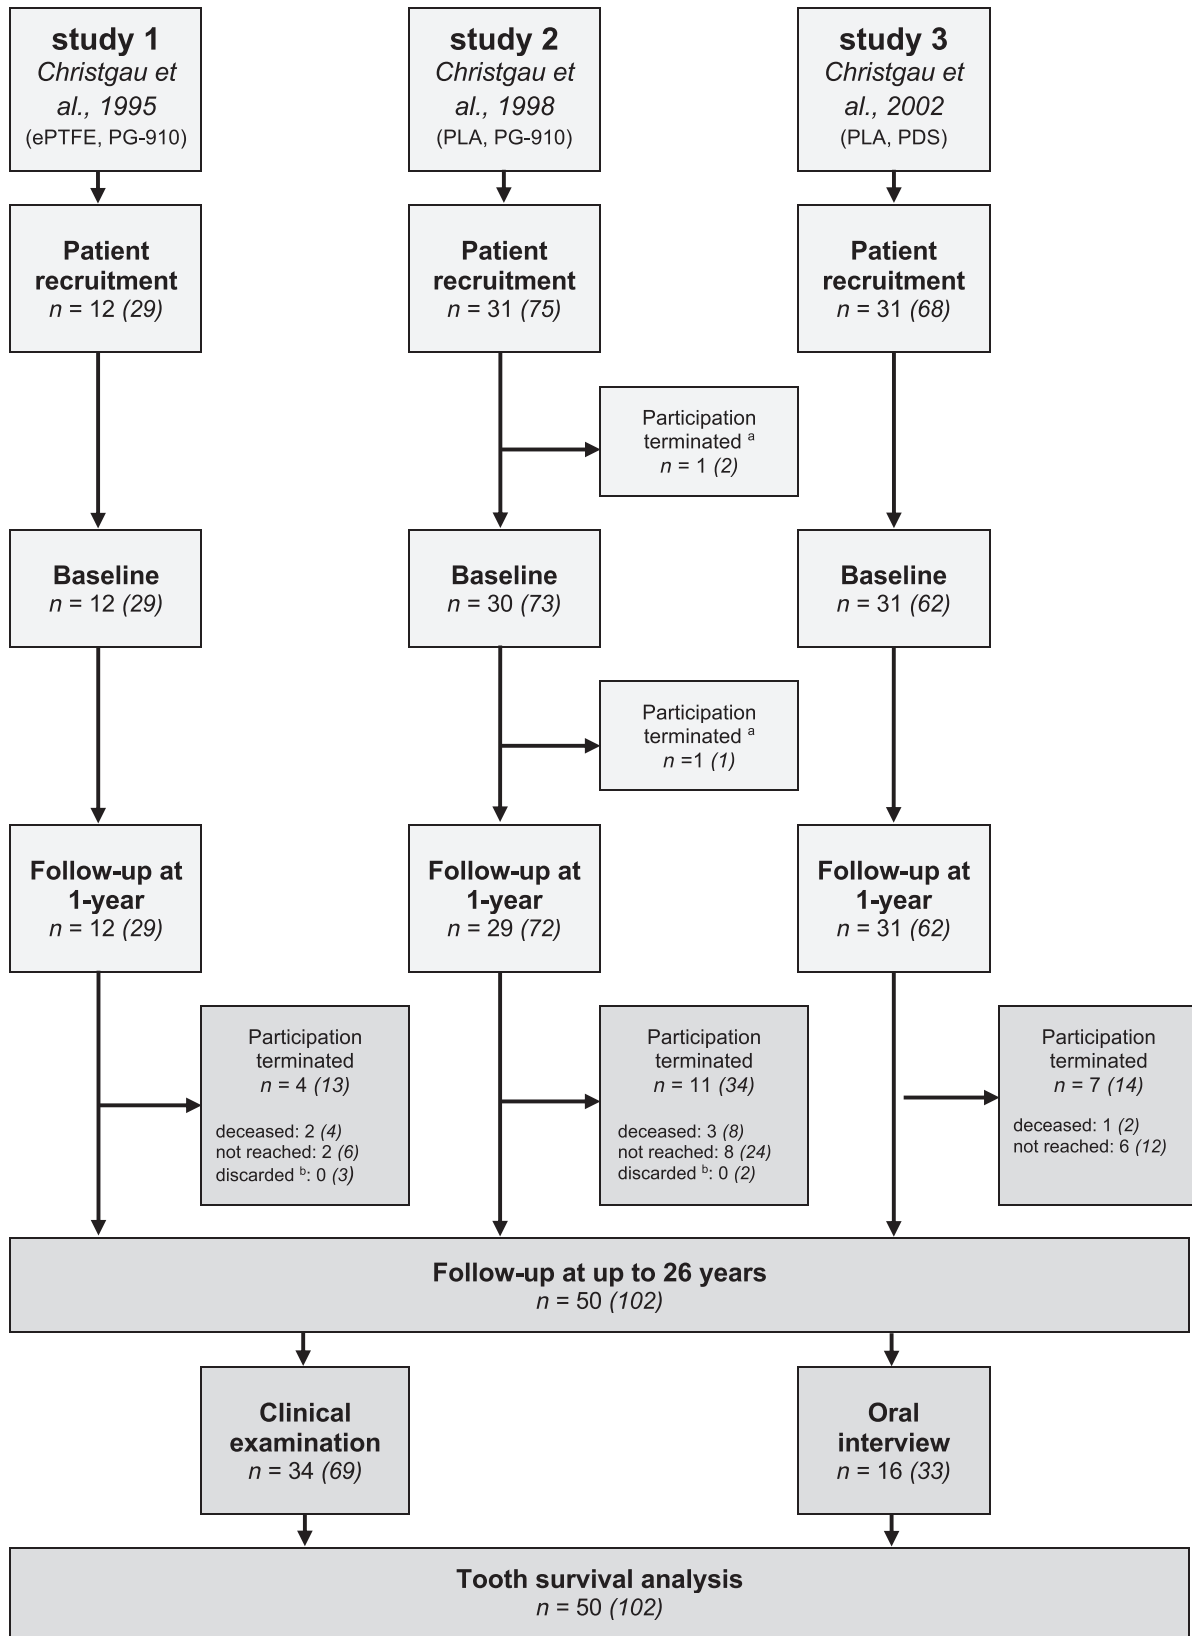 study 1
Christgau et
al., 1995
(ePTFE, PG-910)
study 2
Christgau et
al., 1998
(PLA, PG-910)
study 3
Christgau et
al., 2002
(PLA, PDS)
Patient
recruitment
n = 12 (29)
Patient
recruitment
n = 31 (75)
Patient
recruitment
n = 31 (68)
Participation
terminated a
n = 1 (2)
Baseline
n = 12 (29)
Baseline
n = 30 (73)
Baseline
n = 31 (62)
Participation
terminated a
n =1 (1)
Follow-up at
1-year
n = 12 (29)
Follow-up at
1-year
n = 29 (72)
Follow-up at
1-year
n = 31 (62)
Participation
terminated
n = 4 (13)
deceased: 2 (4)
not reached: 2 (6)
discarded b: 0 (3)
Participation
terminated
n = 11 (34)
deceased: 3 (8)
not reached: 8 (24)
discarded b: 0 (2)
Participation
terminated
n = 7 (14)
deceased: 1 (2)
not reached: 6 (12)
Follow-up at up to 26 years
n = 50 (102)
Clinical
examination
n = 34 (69)
Oral
interview
n = 16 (33)
Tooth survival analysis
n = 50 (102)